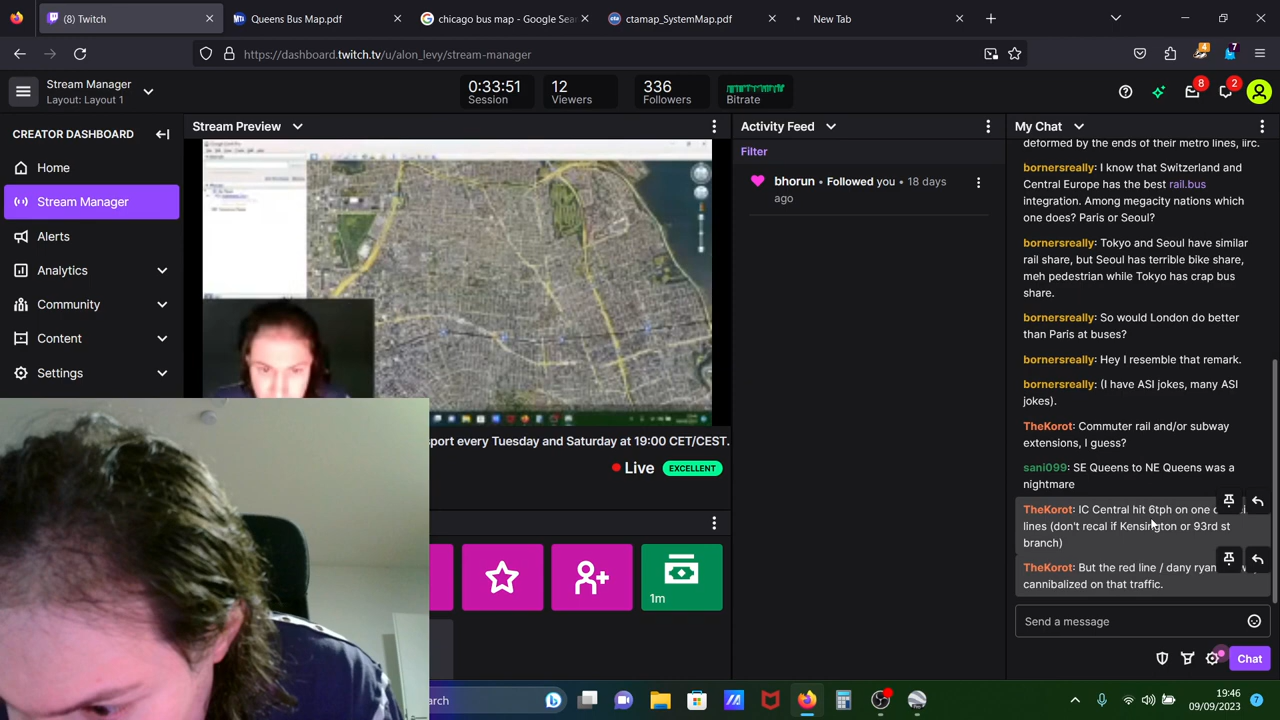 (8) Twitch
Queens Bus Map.pdf
chicago bus map - Google Sea
ctamap_SystemMap.pdf
New Tab
https://dashboard.twitch.tv/u/alon_levy/stream-manager
4
7
Stream Manager
Layout: Layout 1
0:33:51
Session
12
Viewers
336
Followers
Bitrate
8
2
CREATOR DASHBOARD
Home
Stream Manager
Alerts
Analytics
Community
Content
Settings
Stream Preview
sport every Tuesday and Saturday at 19:00 CET/CEST.
Live
EXCELLENT
1m
Activity Feed
Filter
bhurun • Followed you •
ago
My Chat
deformed by the ends of their metro lines, iirc.
bornersreally: I know that Switzerland and
Central Europe has the best rail.bus
integration. Among megacity nations which
one does? Paris or Seoul?
bornersreally: Tokyo and Seoul have similar
rail share, but Seoul has terrible bike share,
meh pedestrian while Tokyo has crap bus
share.
bornersreally: So would London do better
than Paris at buses?
bornersreally: Hey I resemble that remark.
bornersreally: (I have ASI jokes, many ASI
jokes).
TheKorot: Commuter rail and/or subway
extensions, I guess?
sani099: SE Queens to NE Queens was a
nightmare
TheKorot: IC Central hit 6tph on one
lines (don't recal if Kensington or 93rd st
branch)
TheKorot: But the red line / dany ryan
cannibalized on that traffic.
Send a message
Chat
arch
19:46
09/09/2023
7